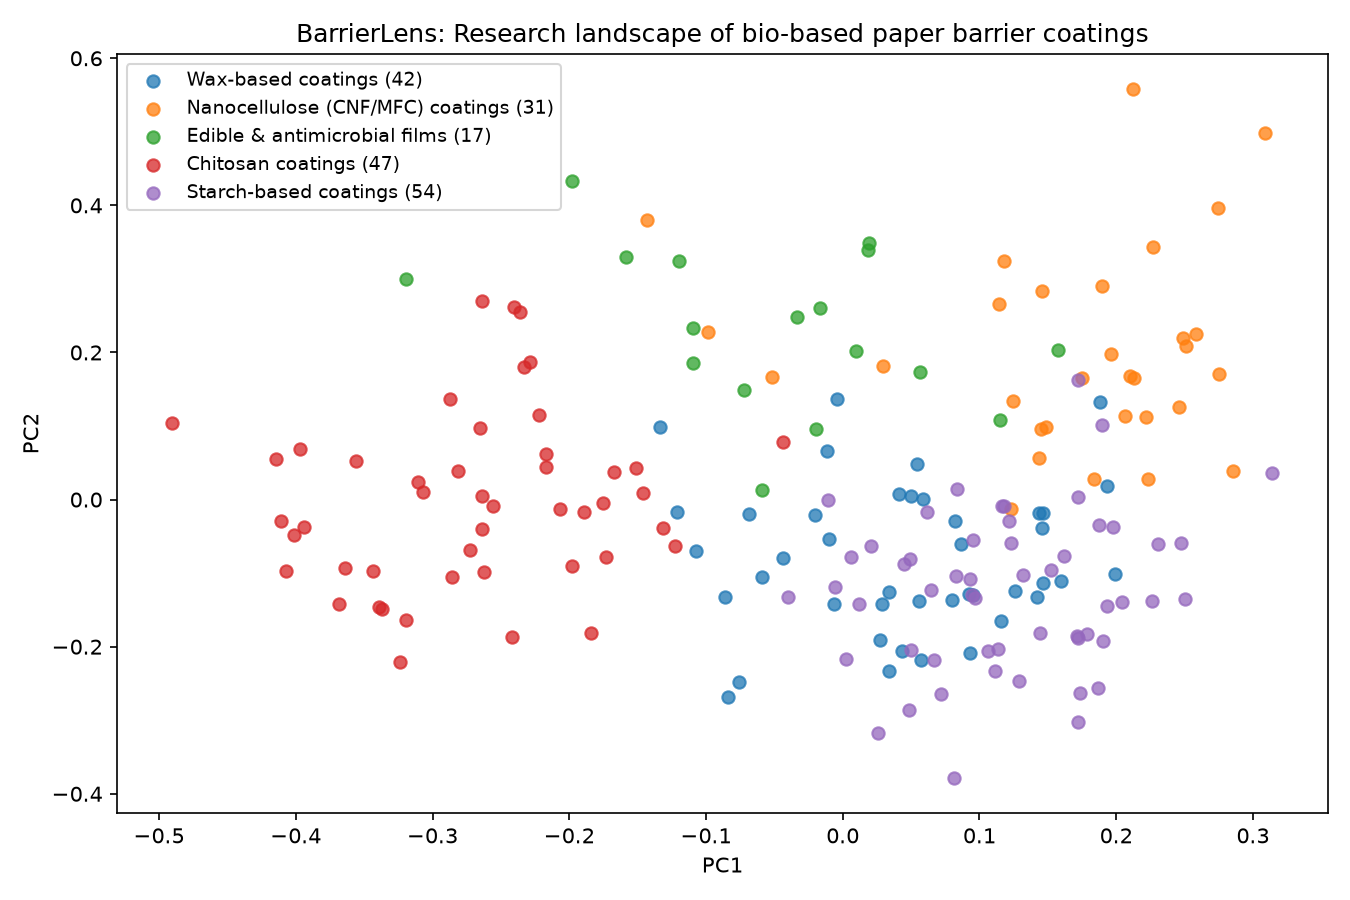 BarrierLens: Research landscape of bio-based paper barrier coatings
Wax-based coatings (42)
Nanocellulose (CNF/MFC) coatings (31)
Edible & antimicrobial films (17)
Chitosan coatings (47)
Starch-based coatings (54)
0.6
0.4
0.2
0.0
−0.2
−0.4
PC2
−0.5
−0.4
−0.3
−0.2
−0.1
0.0
0.1
0.2
0.3
PC1